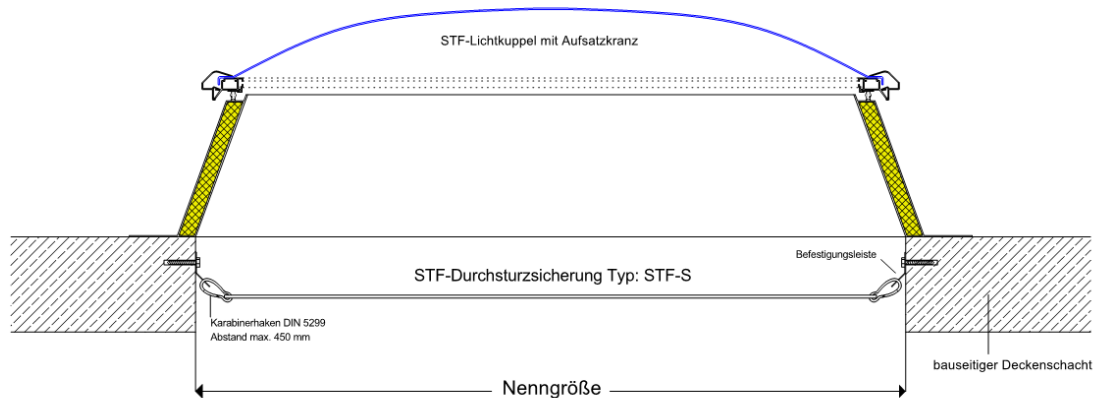 STF-Lichtkuppel mit Aufsatzkranz
Befestigungsleiste
STF-Durchsturzsicherung Typ: STF-S
Karabinerhaken DIN 5299
Abstand max. 450 mm
bauseitiger Deckenschacht
Nenngröße